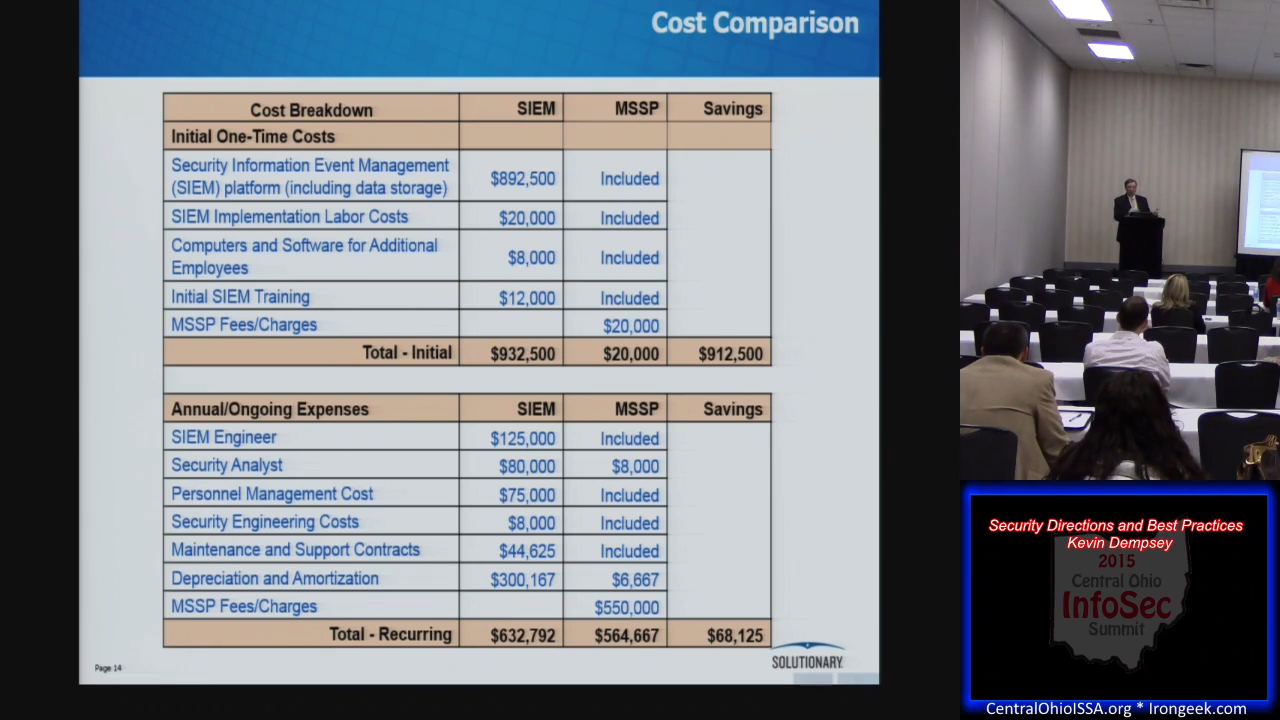 Cost Comparison
Cost Breakdown SIEM MSSP Savings
Initial One-Time Costs
Security Information Event Management
(SIEM) platform (including data storage) $892,500 Included
SIEM Implementation Labor Costs $20,000 Included
Computers and Software for Additional
Employees $8,000 Included
Initial SIEM Training $12,000 Included
MSSP Fees/Charges $20,000
Total - Initial $932,500 $20,000 $912,500
Annual/Ongoing Expenses SIEM MSSP Savings
SIEM Engineer $125,000 Included
Security Analyst $80,000 $8,000
Personnel Management Cost $75,000 Included
Security Engineering Costs $8,000 Included
Maintenance and Support Contracts $44,625 Included
Depreciation and Amortization $300,167 $6,667
MSSP Fees/Charges $550,000
Total - Recurring $632,792 $564,667 $68,125
Page 14
SOLUTIONARY
Security Directions and Best Practices
Kevin Dempsey
2015
Central Ohio
InfoSec
Summit
CentralOhioISSA.org * Irongeek.com